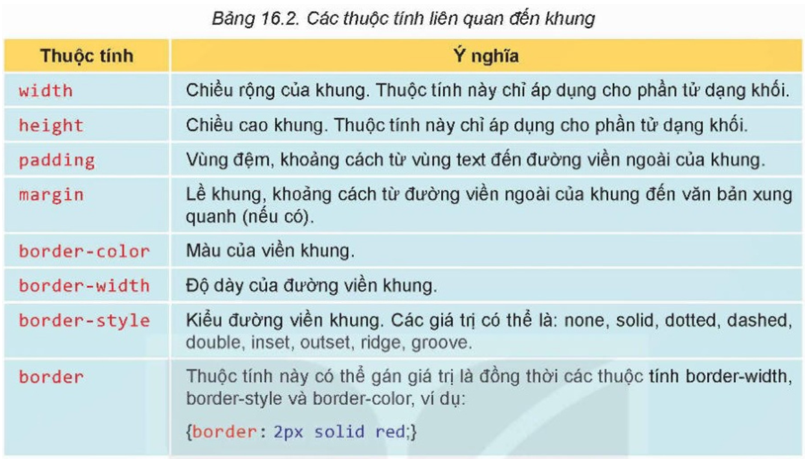 Bảng 16.2. Các thuộc tính liên quan đến khung
Thuộc tính Ý nghĩa
width Chiều rộng của khung. Thuộc tính này chỉ áp dụng cho phần tử dạng khối.
height Chiều cao khung. Thuộc tính này chỉ áp dụng cho phần tử dạng khối.
padding Vùng đệm, khoảng cách từ vùng text đến đường viền ngoài của khung.
margin Lề khung, khoảng cách từ đường viền ngoài của khung đến văn bản xung
quanh (nếu có).
border-color Màu của viền khung.
border-width Độ dày của đường viền khung.
border-style Kiểu đường viền khung. Các giá trị có thể là: none, solid, dotted, dashed,
double, inset, outset, ridge, groove.
border Thuộc tính này có thể gán giá trị là đồng thời các thuộc tính border-width,
border-style và border-color, ví dụ:
{border: 2px solid red;}